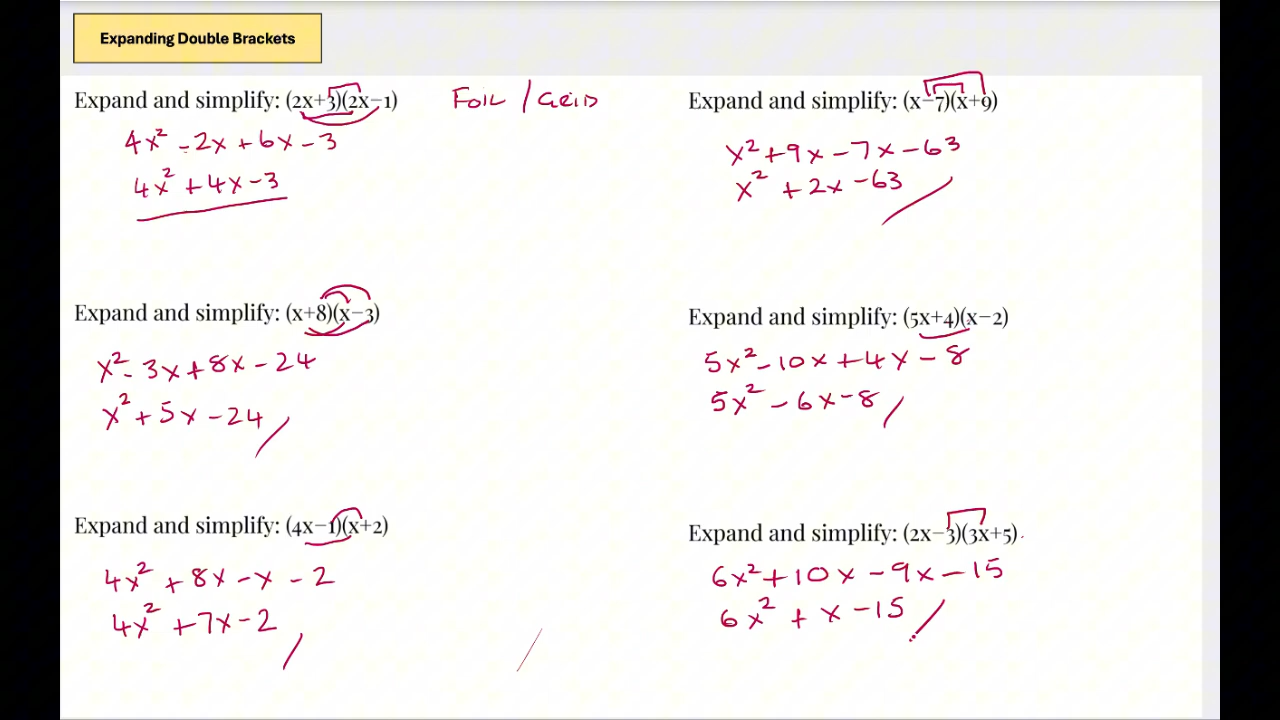 Expanding Double Brackets
Expand and simplify: (2x+3)(2x−1)
FOIL / GRID
4x² − 2x + 6x − 3
4x² + 4x − 3
Expand and simplify: (x−7)(x+9)
x² + 9x − 7x − 63
x² + 2x − 63
Expand and simplify: (x+8)(x−3)
x² − 3x + 8x − 24
x² + 5x − 24
Expand and simplify: (5x+4)(x−2)
5x² − 10x + 4x − 8
5x² − 6x − 8
Expand and simplify: (4x−1)(x+2)
4x² + 8x − x − 2
4x² + 7x − 2
Expand and simplify: (2x−3)(3x+5)
6x² + 10x − 9x − 15
6x² + x − 15